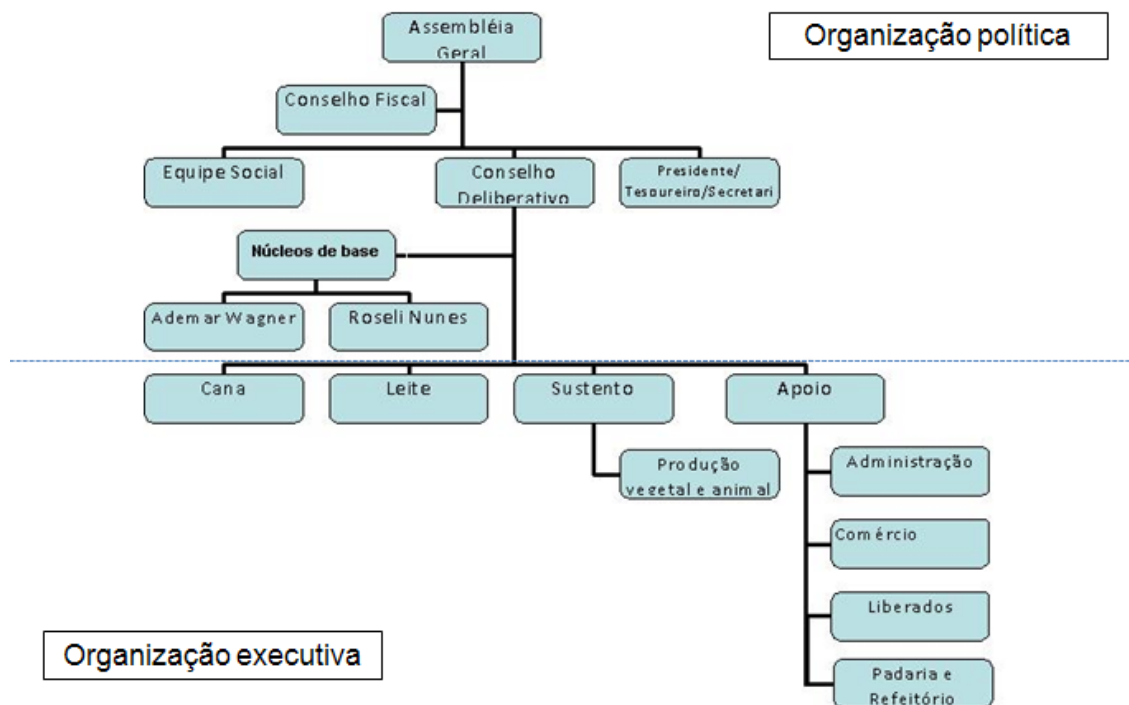 Assembléia
Geral
Organização política
Conselho Fiscal
Equipe Social
Conselho
Deliberativo
Presidente/
Tesoureiro/Secretari
Núcleos de base
Ademar Wagner
Roseli Nunes
Cana
Leite
Sustento
Apoio
Produção
vegetal e animal
Administração
Comércio
Liberados
Organização executiva
Padaria e
Refeitório